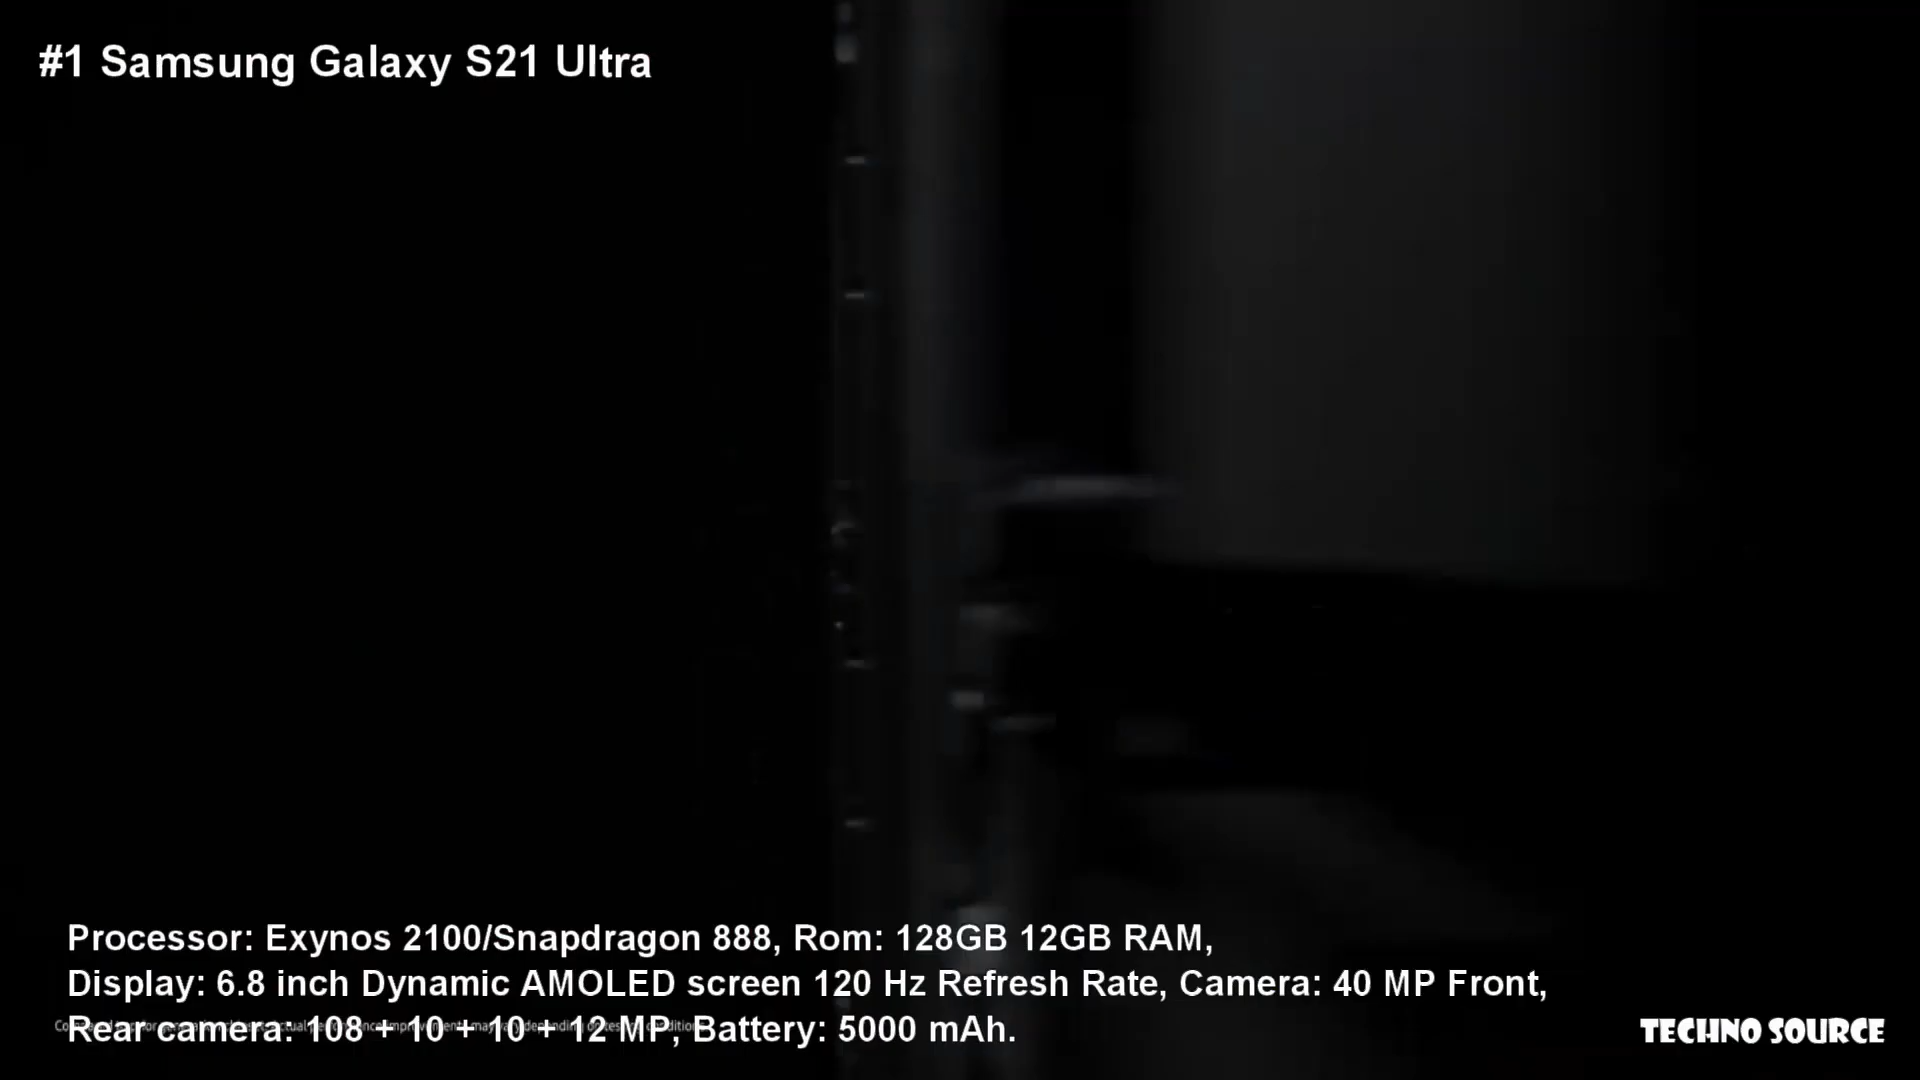 #1 Samsung Galaxy S21 Ultra
Processor: Exynos 2100/Snapdragon 888, Rom: 128GB 12GB RAM,
Display: 6.8 inch Dynamic AMOLED screen 120 Hz Refresh Rate, Camera: 40 MP Front,
Rear camera: 108 + 10 + 10 + 12 MP, Battery: 5000 mAh.
TECHNO SOURCE